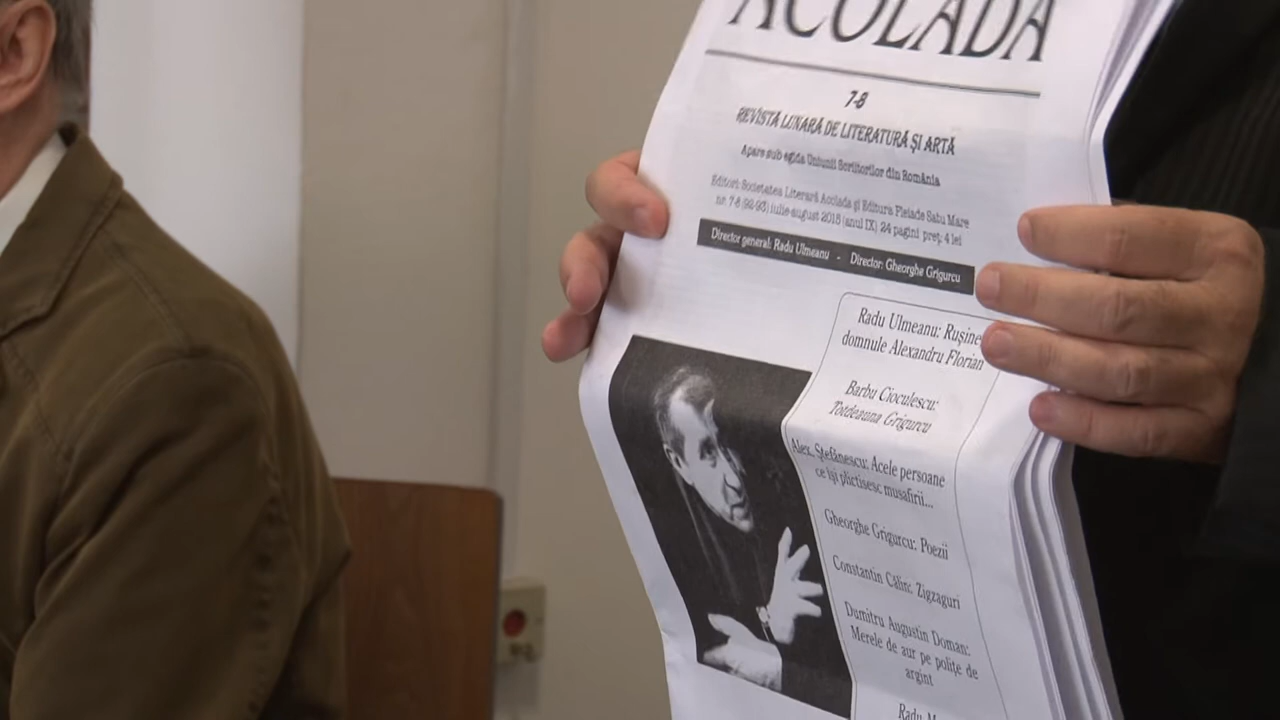 ACOLADA
7-8
REVISTĂ LUNARĂ DE LITERATURĂ ȘI ARTĂ
Apare sub egida Uniunii Scriitorilor din România
Editori: Societatea Literară Acolada și Editura Pleiade Satu Mare
nr. 7-8 (92-93) iulie-august 2015 (anul IX) 24 pagini preț: 4 lei
Director general: Radu Ulmeanu - Director: Gheorghe Grigurcu
Radu Ulmeanu: Rușine
domnule Alexandru Florian
Barbu Cioculescu:
Totdeauna Grigurcu
Alex. Ștefănescu: Acele persoane
ce își plictisesc musafirii...
Gheorghe Grigurcu: Poezii
Constantin Călin: Zigzaguri
Dumitru Augustin Doman:
Merele de aur pe polițe de
argint
Radu M